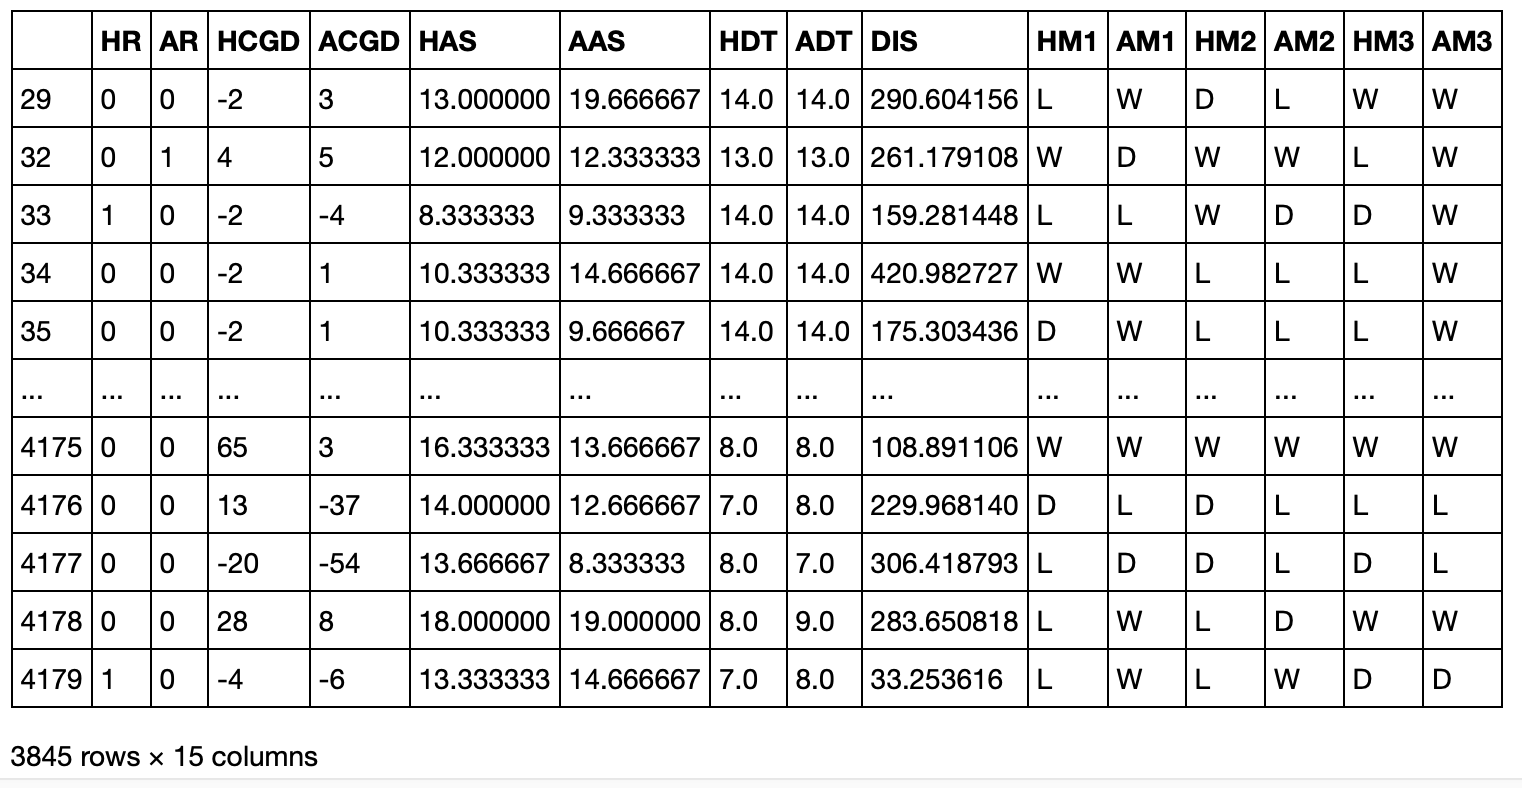 HR AR HCGD ACGD HAS AAS HDT ADT DIS HM1 AM1 HM2 AM2 HM3 AM3
29 0 0 -2 3 13.000000 19.666667 14.0 14.0 290.604156 L W D L W W
32 0 1 4 5 12.000000 12.333333 13.0 13.0 261.179108 W D W W L W
33 1 0 -2 -4 8.333333 9.333333 14.0 14.0 159.281448 L L W D D W
34 0 0 -2 1 10.333333 14.666667 14.0 14.0 420.982727 W W L L L W
35 0 0 -2 1 10.333333 9.666667 14.0 14.0 175.303436 D W L L L W
... ... ... ... ... ... ... ... ... ... ... ... ... ... ... ...
4175 0 0 65 3 16.333333 13.666667 8.0 8.0 108.891106 W W W W W W
4176 0 0 13 -37 14.000000 12.666667 7.0 8.0 229.968140 D L D L L L
4177 0 0 -20 -54 13.666667 8.333333 8.0 7.0 306.418793 L D D L D L
4178 0 0 28 8 18.000000 19.000000 8.0 9.0 283.650818 L W L D W W
4179 1 0 -4 -6 13.333333 14.666667 7.0 8.0 33.253616 L W L W D D
3845 rows × 15 columns